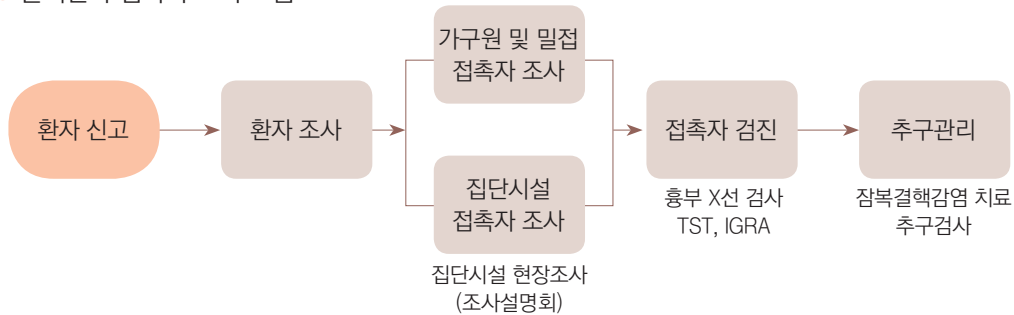 가구원 및 밀접
접촉자 조사
환자 신고
환자 조사
집단시설
접촉자 조사
집단시설 현장조사
(조사설명회)
접촉자 검진
흉부 X선 검사
TST, IGRA
추구관리
잠복결핵감염 치료
추구검사